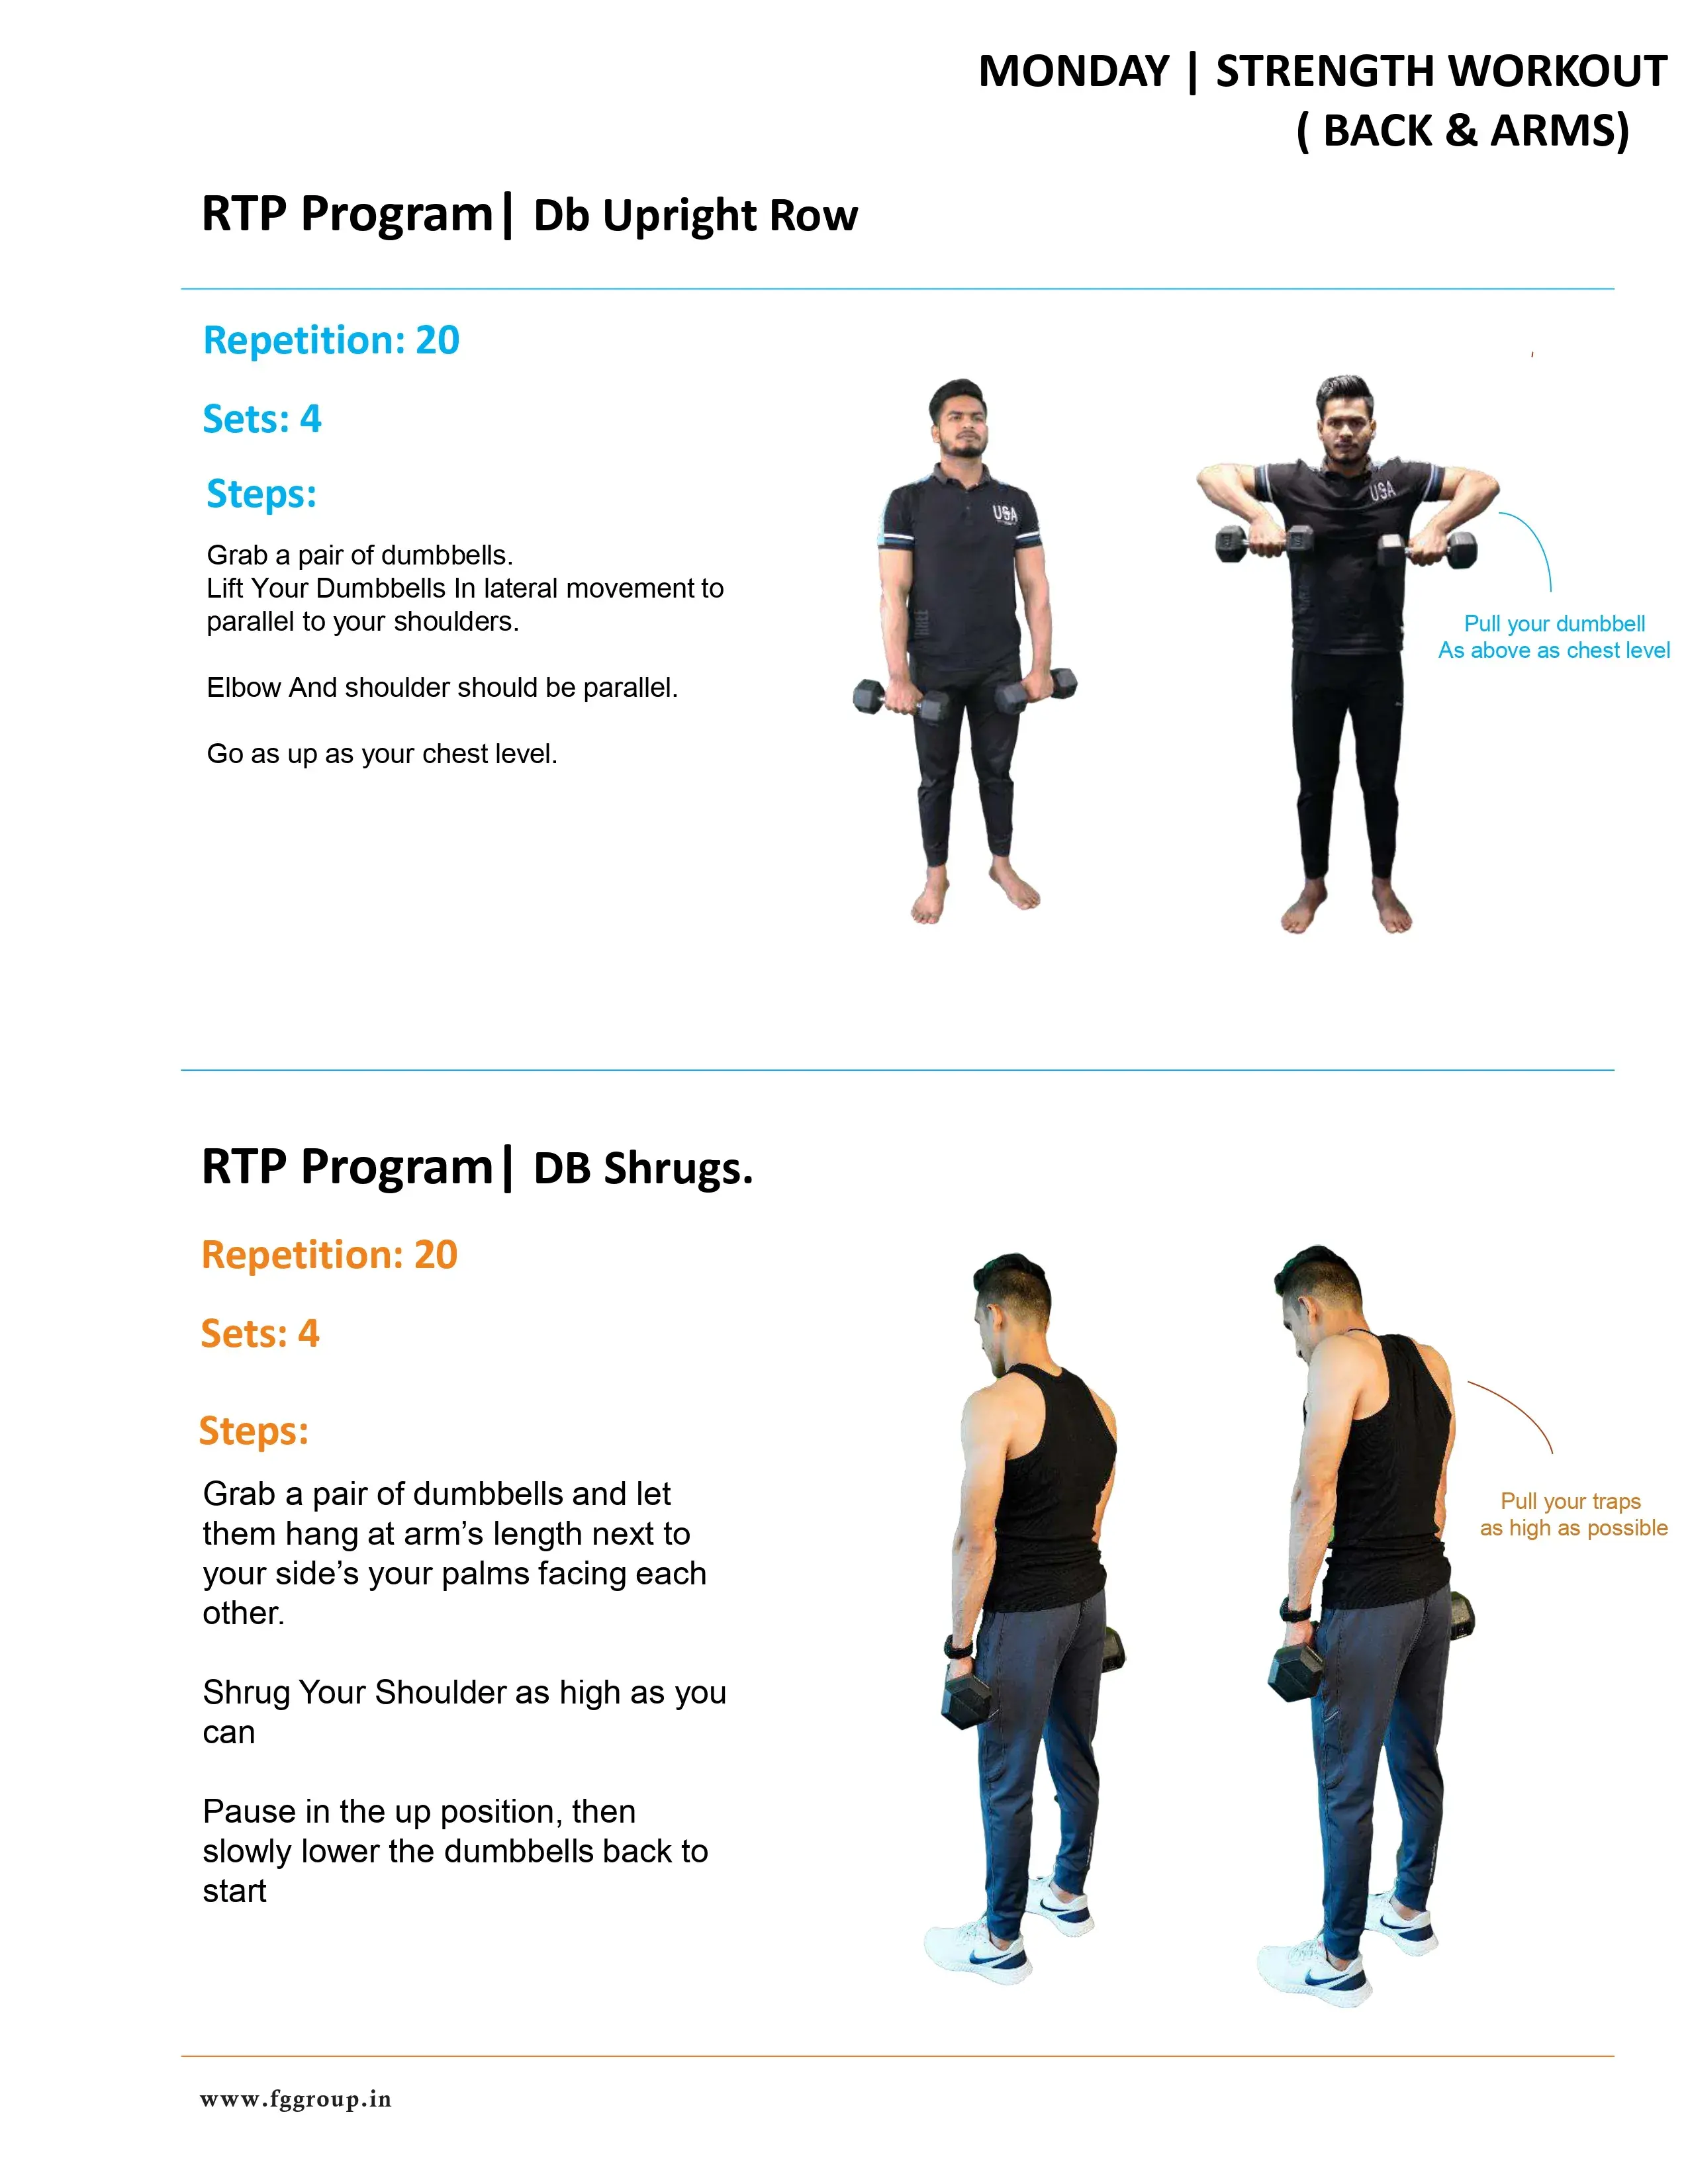 MONDAY | STRENGTH WORKOUT
( BACK & ARMS)
RTP Program| Db Upright Row
Repetition: 20
Sets: 4
Steps:
Grab a pair of dumbbells.
Lift Your Dumbbells In lateral movement to
parallel to your shoulders.
Elbow And shoulder should be parallel.
Go as up as your chest level.
USA
USA
Pull your dumbbell
As above as chest level
RTP Program| DB Shrugs.
Repetition: 20
Sets: 4
Steps:
Grab a pair of dumbbells and let
them hang at arm’s length next to
your side’s your palms facing each
other.
Shrug Your Shoulder as high as you
can
Pause in the up position, then
slowly lower the dumbbells back to
start
Pull your traps
as high as possible
www.fggroup.in